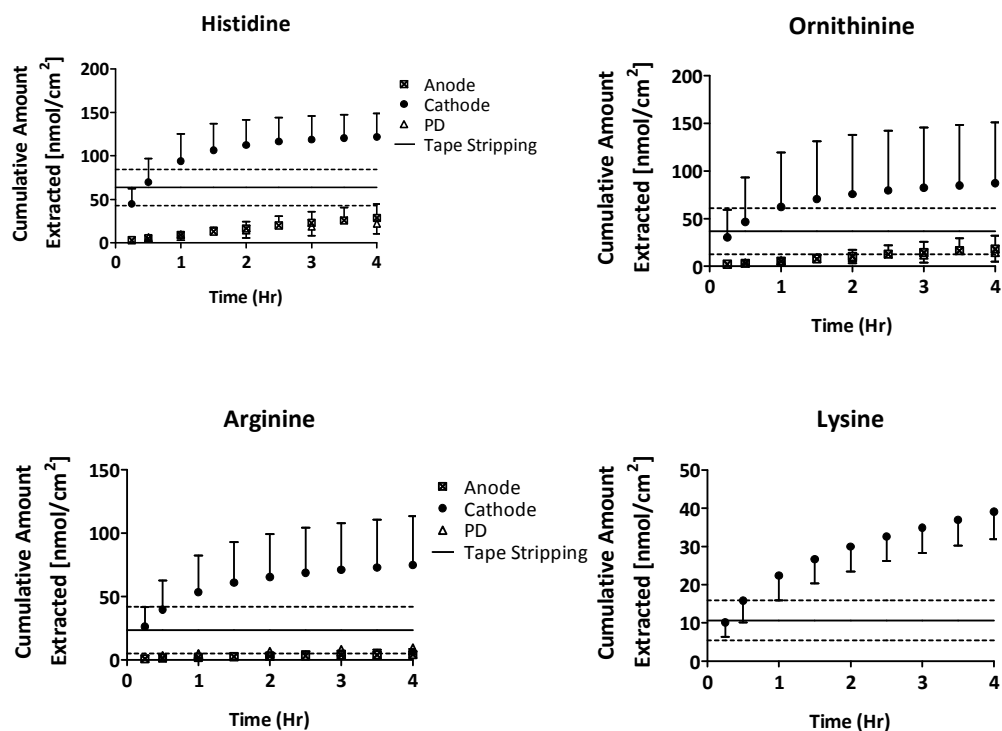 Histidine
Cumulative Amount
Extracted [nmol/cm²]
200
150
100
50
0
0
1
2
3
4
Time (Hr)
Anode
Cathode
PD
Tape Stripping
Ornithinine
Cumulative Amount
Extracted [nmol/cm²]
200
150
100
50
0
0
1
2
3
4
Time (Hr)
Arginine
Cumulative Amount
Extracted [nmol/cm²]
150
100
50
0
0
1
2
3
4
Time (Hr)
Anode
Cathode
PD
Tape Stripping
Lysine
Cumulative Amount
Extracted [nmol/cm²]
50
40
30
20
10
0
0
1
2
3
4
Time (Hr)